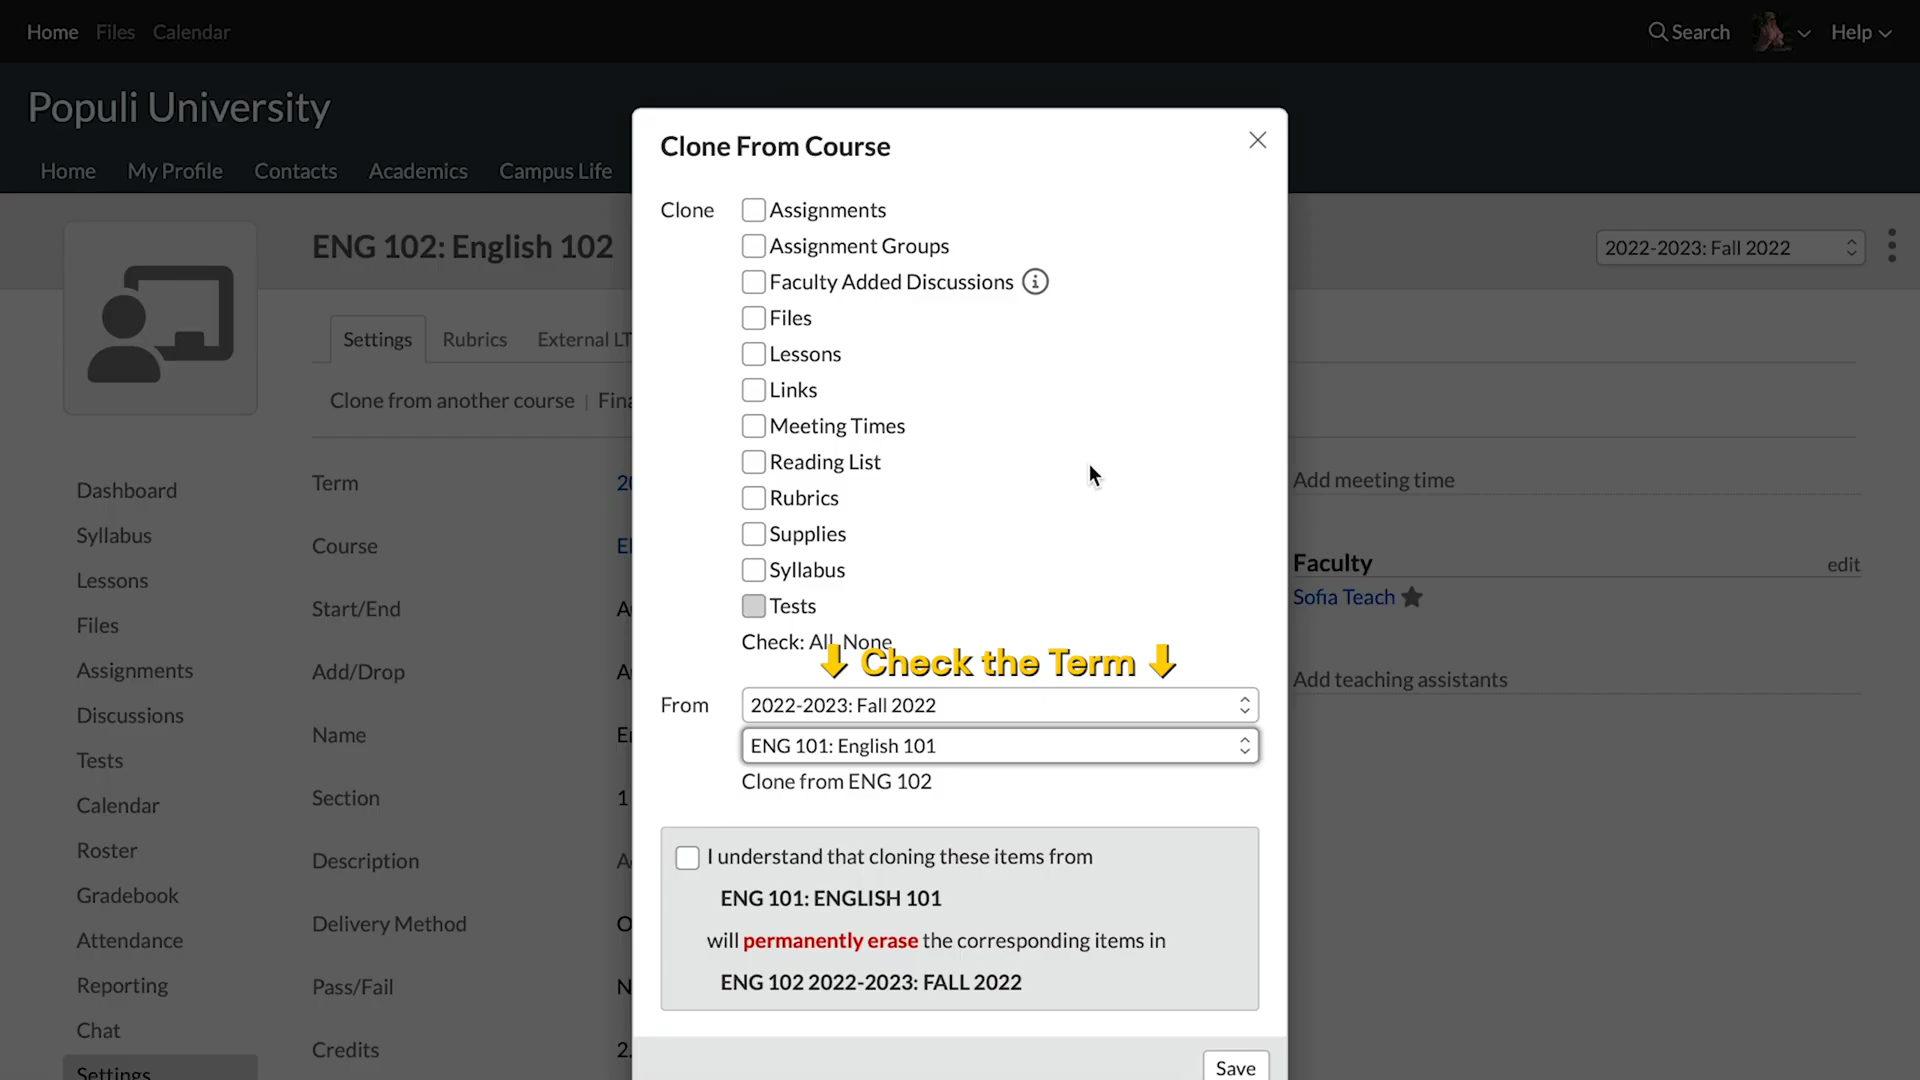 Home Files Calendar Search Help
Populi University
Home My Profile Contacts Academics Campus Life
ENG 102: English 102
2022-2023: Fall 2022
Settings Rubrics External
Clone from another course |
Dashboard
Syllabus
Lessons
Files
Assignments
Discussions
Tests
Calendar
Roster
Gradebook
Attendance
Reporting
Chat
Settings
Term
Course
Start/End
Add/Drop
Name
Section 1
Description
Delivery Method
Pass/Fail
Credits 2.
Clone From Course
Clone
Assignments
Assignment Groups
Faculty Added Discussions
Files
Lessons
Links
Meeting Times
Reading List
Rubrics
Supplies
Syllabus
Tests
Check: All, None
Check the Term
From 2022-2023: Fall 2022
ENG 101: English 101
Clone from ENG 102
I understand that cloning these items from
ENG 101: ENGLISH 101
will permanently erase the corresponding items in
ENG 102 2022-2023: FALL 2022
Save
Add meeting time
Faculty edit
Sofia Teach
Add teaching assistants